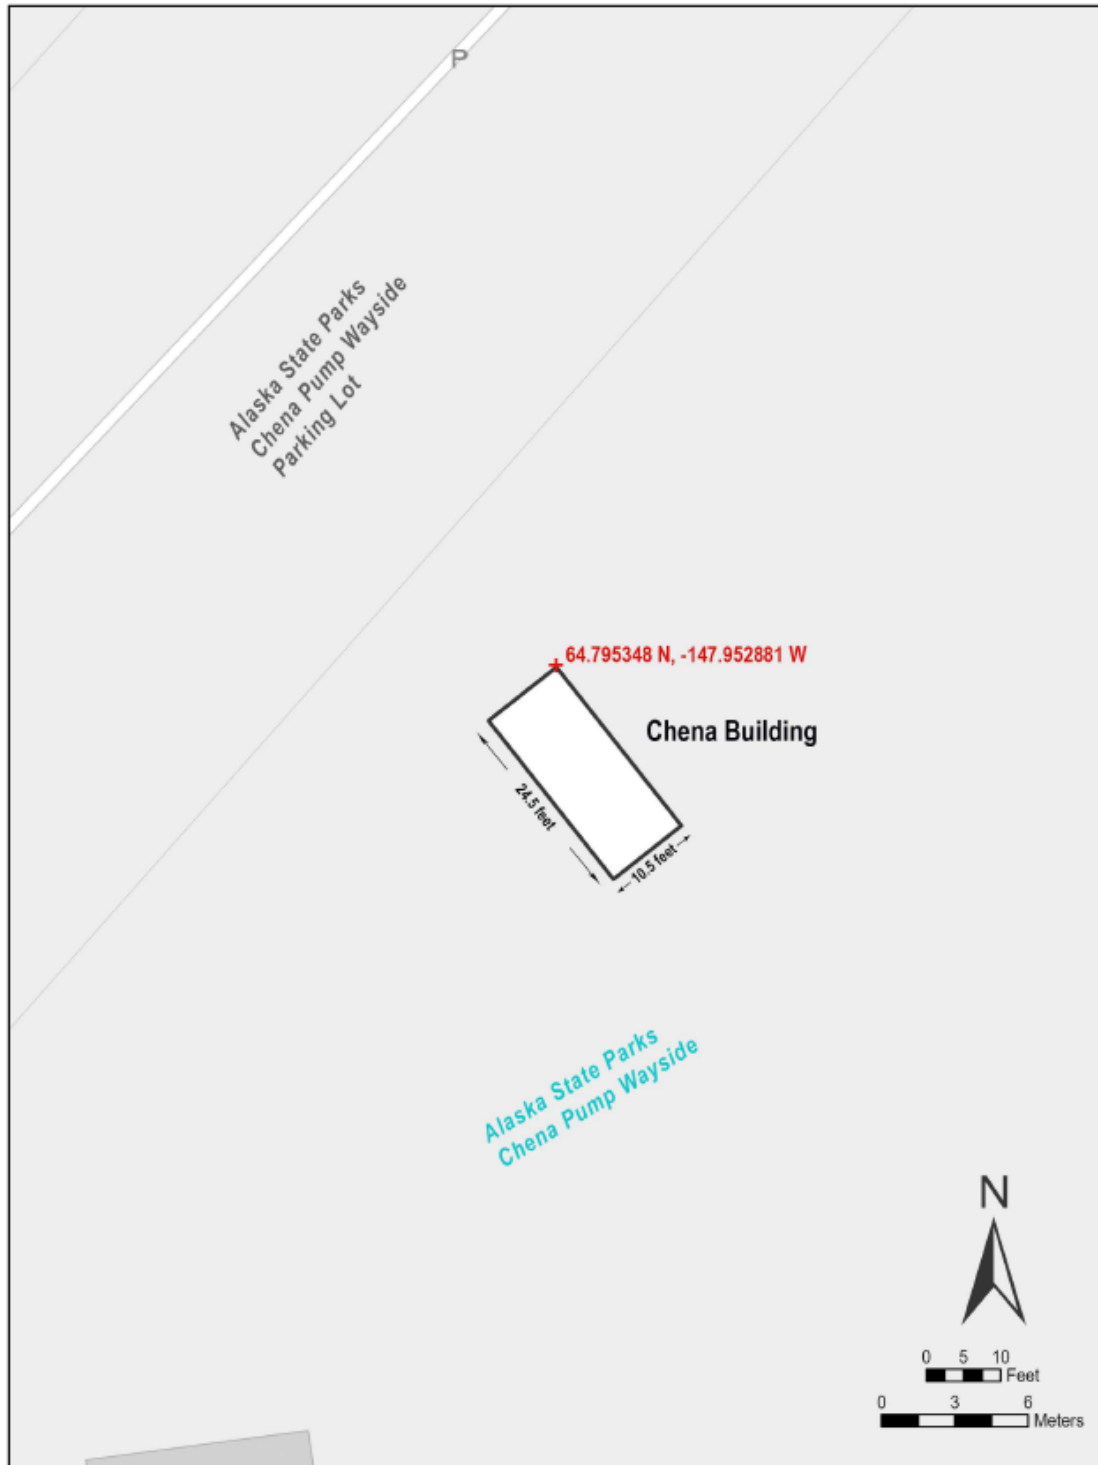 P
Alaska State Parks
Chena Pump Wayside
Parking Lot
64.795348 N, -147.952881 W
Chena Building
24.5 feet
10.5 feet
Alaska State Parks
Chena Pump Wayside
N
0 5 10
Feet
0 3 6
Meters